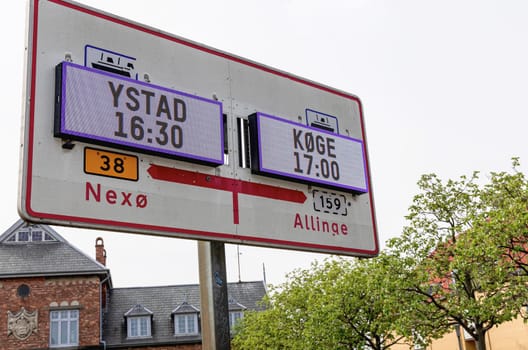 YSTAD
16:30
KØGE
17:00
38
159
Nexø
Allinge